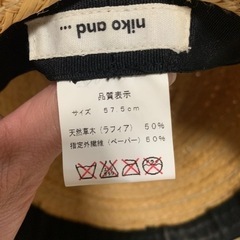 niko and ...
品質表示
サイズ 57.5cm
天然草木（ラフィア） 50%
指定外繊維（ペーパー） 50%